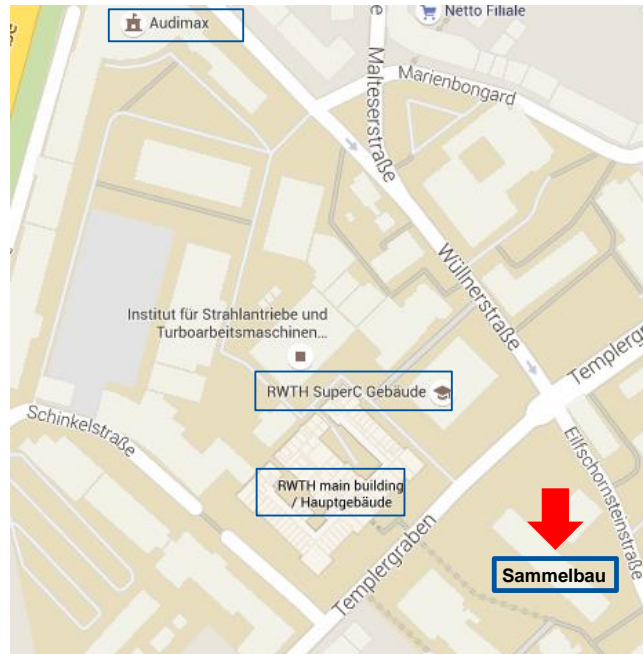 Audimax
Netto Filiale
Malteserstraße
Marienbongard
Wüllnerstraße
Institut für Strahlantriebe und
Turboarbeitsmaschinen...
Templergr
RWTH SuperC Gebäude
Schinkelstraße
Eilfschornsteinstraße
RWTH main building
/ Hauptgebäude
Templergraben
Sammelbau